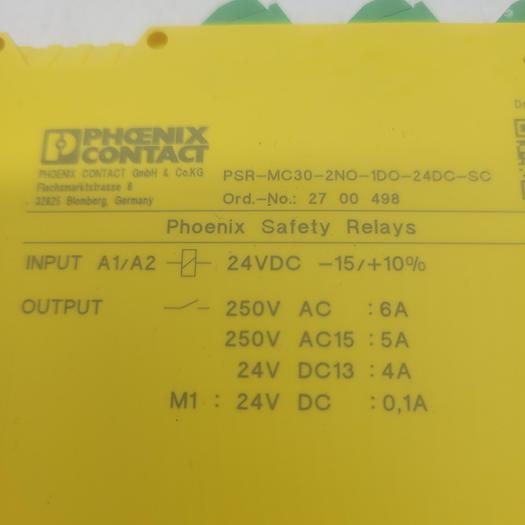 PHŒNIX
CONTACT
PHOENIX CONTACT GmbH & Co.KG
Flachsmarktstrasse 8
32825 Blomberg, Germany
PSR-MC30-2NO-1DO-24DC-SC
Ord.-No.: 27 00 498
Phoenix Safety Relays
INPUT A1/A2 24VDC -15/+10%
OUTPUT 250V AC :6A
250V AC15 :5A
24V DC13 :4A
M1 : 24V DC :0,1A